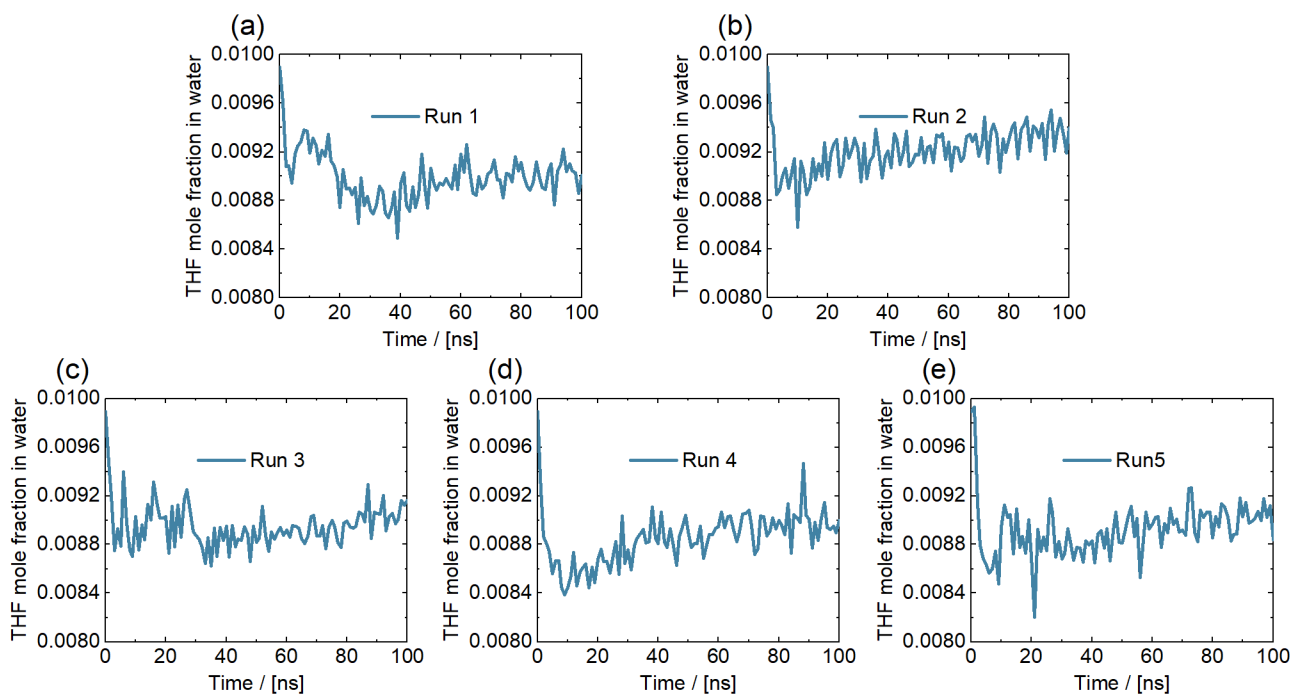 (a)
(b)
THF mole fraction in water
0.0100
0.0096
0.0092
0.0088
0.0084
0.0080
Run 1
0 20 40 60 80 100
Time / [ns]
THF mole fraction in water
0.0100
0.0096
0.0092
0.0088
0.0084
0.0080
Run 2
0 20 40 60 80 100
Time / [ns]
(c)
(d)
(e)
THF mole fraction in water
0.0100
0.0096
0.0092
0.0088
0.0084
0.0080
Run 3
0 20 40 60 80 100
Time / [ns]
THF mole fraction in water
0.0100
0.0096
0.0092
0.0088
0.0084
0.0080
Run 4
0 20 40 60 80 100
Time / [ns]
THF mole fraction in water
0.0100
0.0096
0.0092
0.0088
0.0084
0.0080
Run5
0 20 40 60 80 100
Time / [ns]